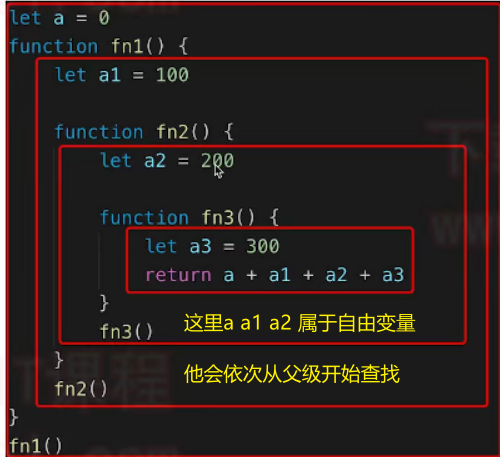 let a = 0
function fn1() {
let a1 = 100
function fn2() {
let a2 = 200
function fn3() {
let a3 = 300
return a + a1 + a2 + a3
}
这里a a1 a2 属于自由变量
fn3()
}
他会依次从父级开始查找
fn2()
}
fn1()